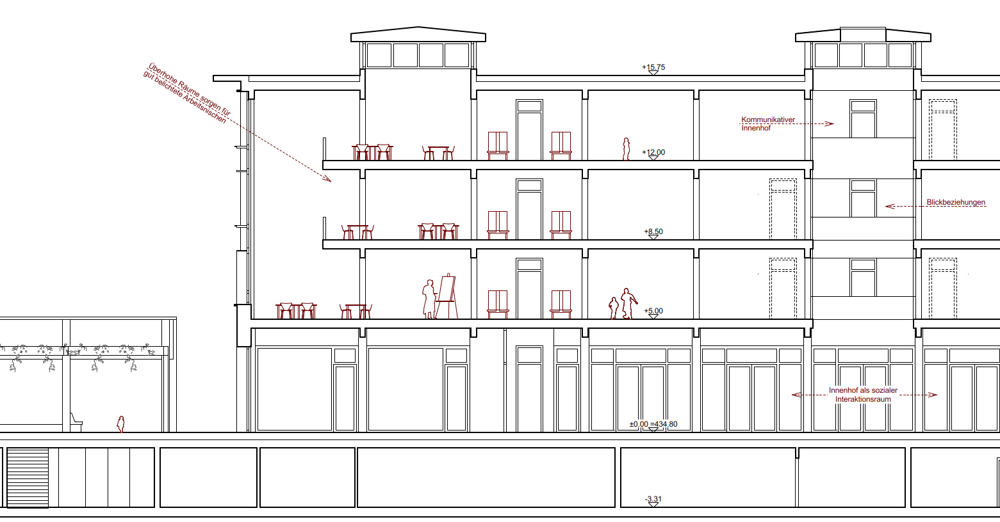 +15.75
Überhohe Räume sorgen für
gut belichtete Arbeitsnischen
Kommunikativer
Innenhof
+12.00
Blickbeziehungen
+8.50
+5.00
Innenhof als sozialer
Interaktionsraum
±0.00 =434.80
-3.31